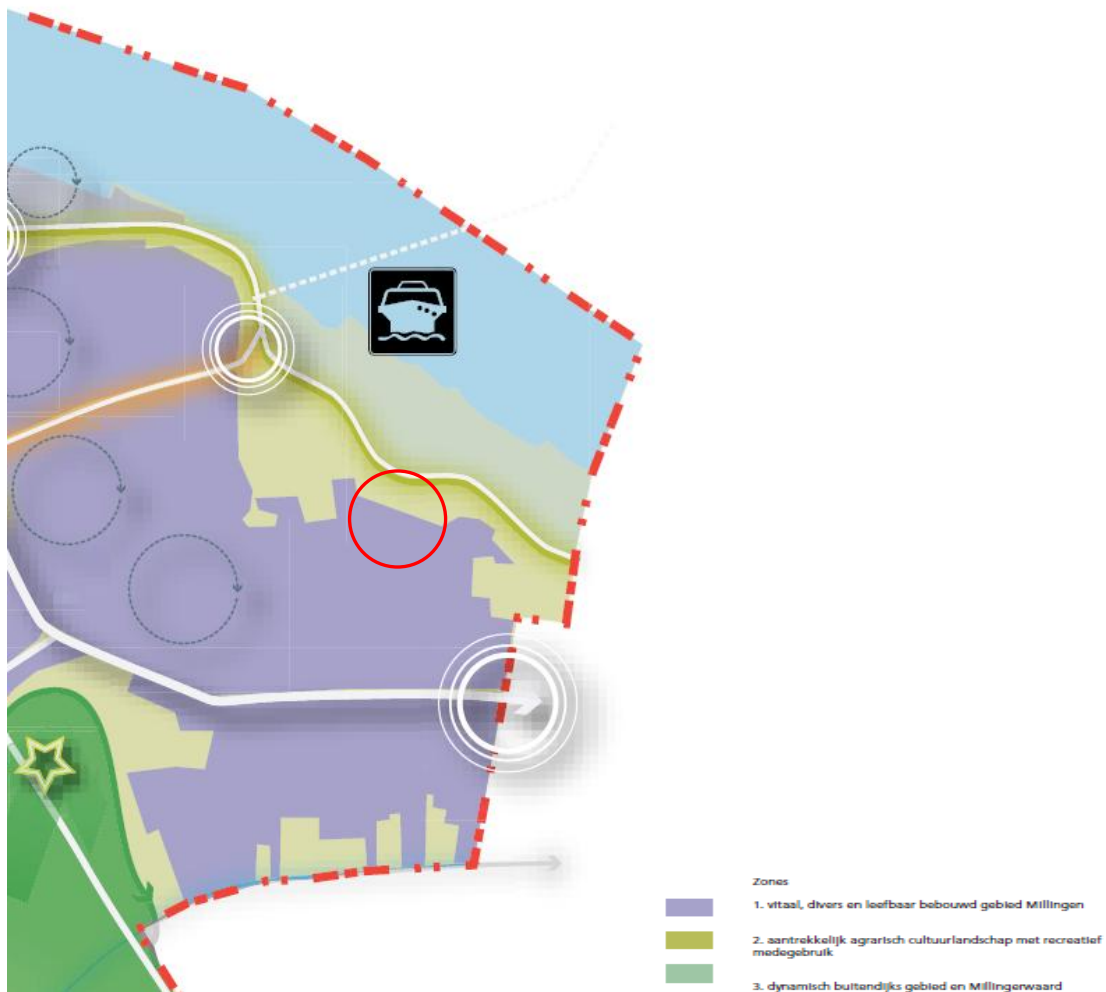 Zones
1. vitaal, divers en leefbaar bebouwd gebied Millingen
2. aantrekkelijk agrarisch cultuurlandschap met recreatief
medegebruik
3. dynamisch buitendijks gebied en Millingerwaard